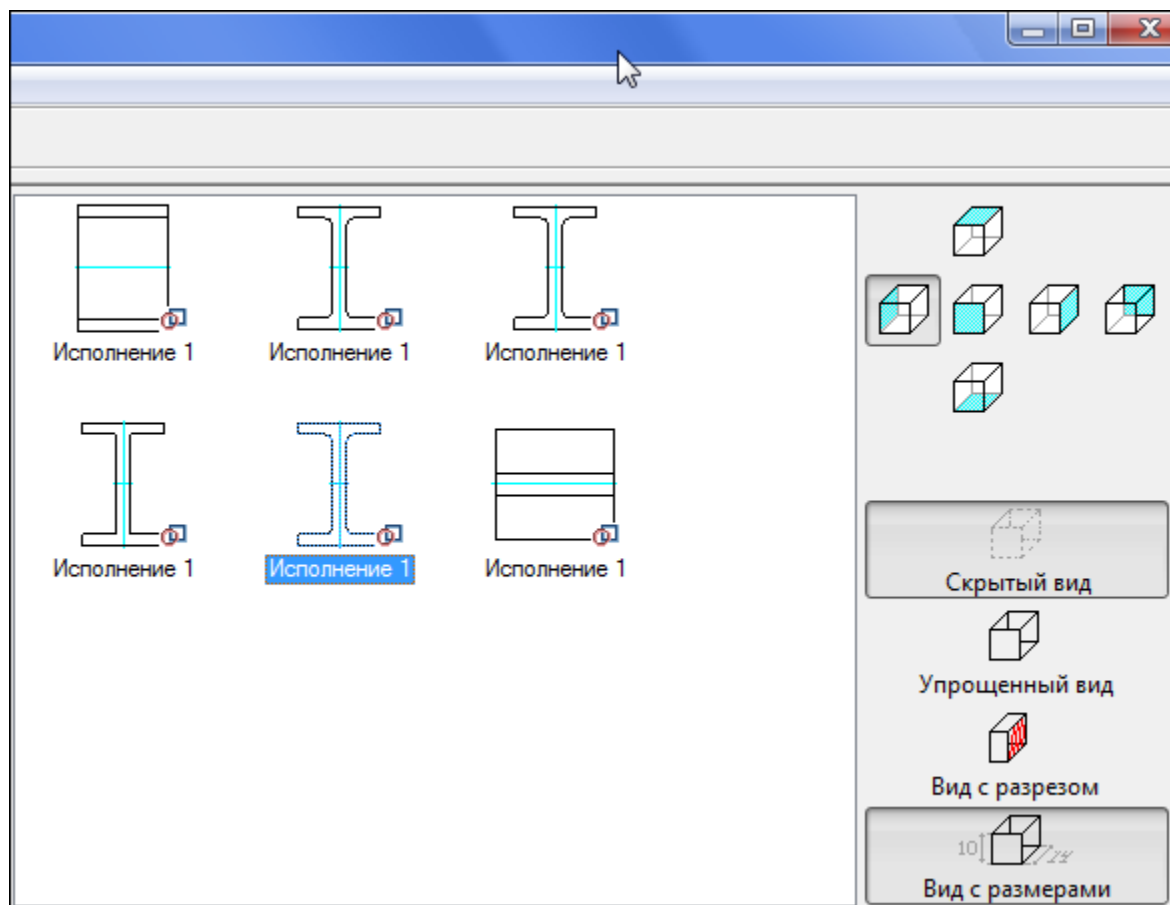 Исполнение 1
Исполнение 1
Исполнение 1
Исполнение 1
Исполнение 1
Исполнение 1
Скрытый вид
Упрощенный вид
Вид с разрезом
10
Вид с размерами